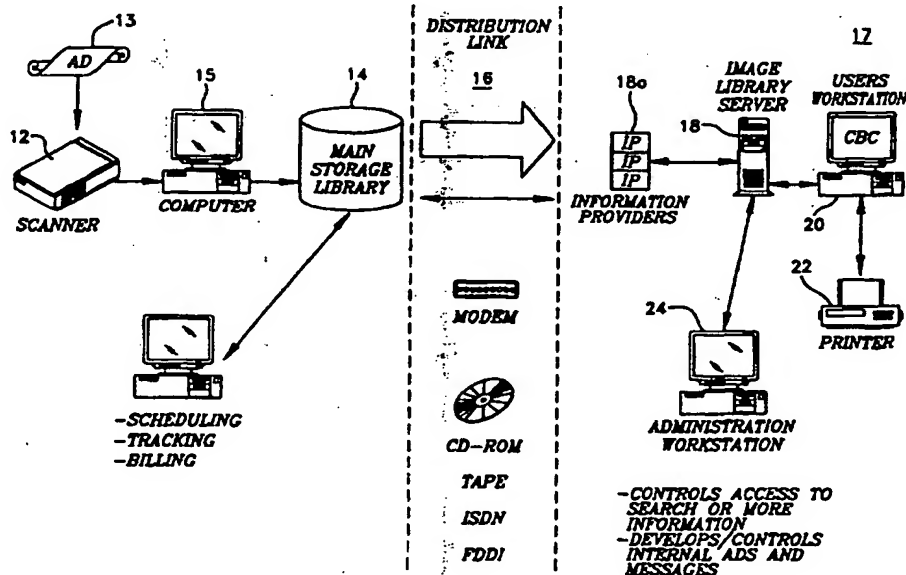 13
AD
12
SCANNER
15
COMPUTER
14
MAIN
STORAGE
LIBRARY
-SCHEDULING
-TRACKING
-BILLING
DISTRIBUTION
LINK
16
MODEM
CD-ROM
TAPE
ISDN
FDDI
17
18a
IP
IP
IP
INFORMATION
PROVIDERS
IMAGE
LIBRARY
SERVER
18
USERS
WORKSTATION
CBC
20
22
PRINTER
24
ADMINISTRATION
WORKSTATION
-CONTROLS ACCESS TO
SEARCH OR MORE
INFORMATION
-DEVELOPS/CONTROLS
INTERNAL ADS AND
MESSAGES